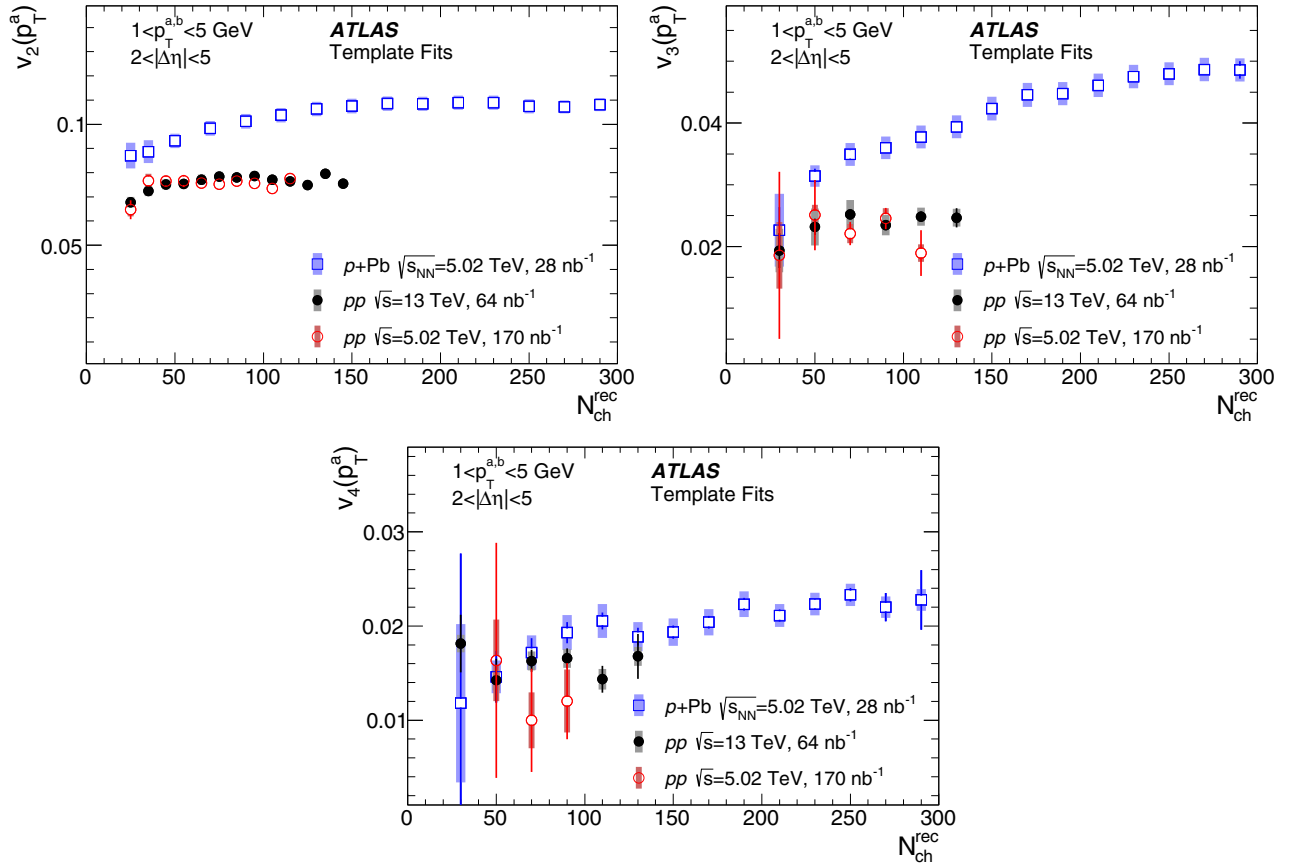 v₂(p_T^a)
1<p_T^{a,b}<5 GeV
2<|Δη|<5
ATLAS
Template Fits
0.1
0.05
p+Pb √s_NN=5.02 TeV, 28 nb⁻¹
pp √s=13 TeV, 64 nb⁻¹
pp √s=5.02 TeV, 170 nb⁻¹
0 50 100 150 200 250 300
N_ch^rec
v₃(p_T^a)
1<p_T^{a,b}<5 GeV
2<|Δη|<5
ATLAS
Template Fits
0.04
0.02
p+Pb √s_NN=5.02 TeV, 28 nb⁻¹
pp √s=13 TeV, 64 nb⁻¹
pp √s=5.02 TeV, 170 nb⁻¹
0 50 100 150 200 250 300
N_ch^rec
v₄(p_T^a)
1<p_T^{a,b}<5 GeV
2<|Δη|<5
ATLAS
Template Fits
0.03
0.02
0.01
p+Pb √s_NN=5.02 TeV, 28 nb⁻¹
pp √s=13 TeV, 64 nb⁻¹
pp √s=5.02 TeV, 170 nb⁻¹
0 50 100 150 200 250 300
N_ch^rec